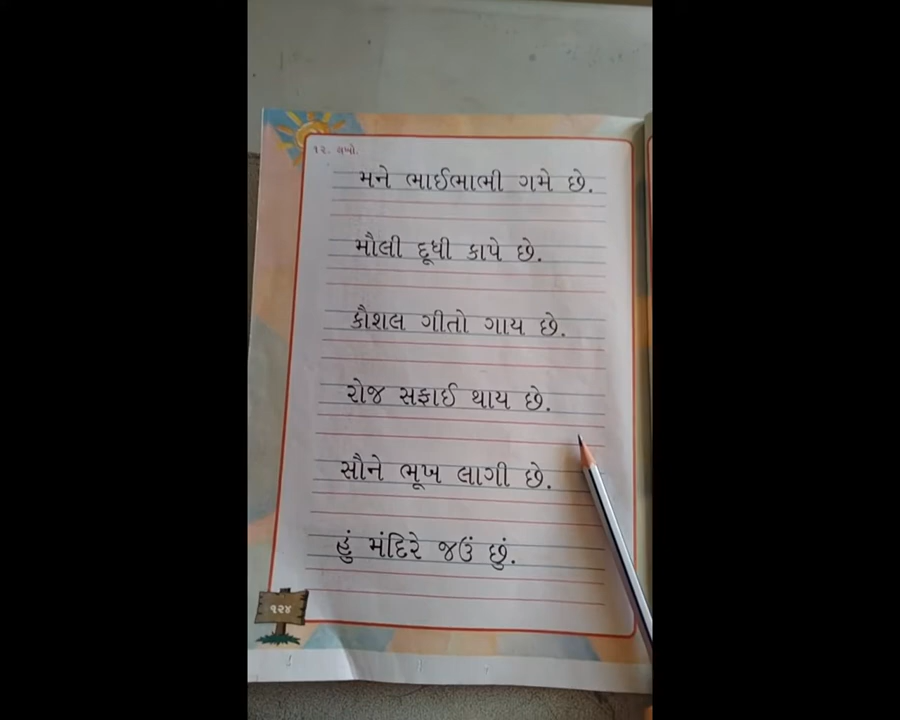 ૧૨. લખો.
મને ભાઈભાભી ગમે છે.
મૌલી દૂધી કાપે છે.
કૌશલ ગીતો ગાય છે.
રોજ સફાઈ થાય છે.
સૌને ભૂખ લાગી છે.
હું મંદિરે જઉં છું.
૧૨૪